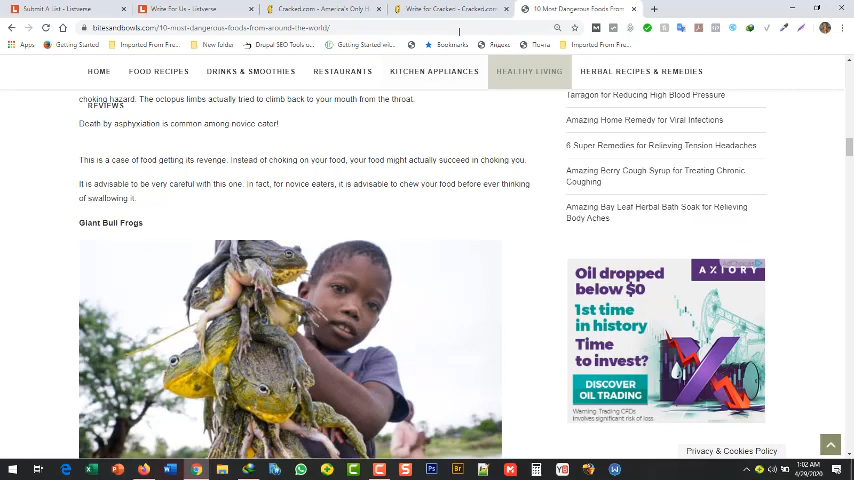 Submit A List - Listverse
Write For Us - Listverse
Cracked.com - America's Only H
Write for Cracked - Cracked.com
10 Most Dangerous Foods From
bitesandbowls.com/10-most-dangerous-foods-from-around-the-world/
Apps
Getting Started
Imported From Fire...
New folder
Drupal SEO Tools o...
Getting Started wit...
Bookmarks
Яндекс
Почта
Imported From Fire...
HOME
FOOD RECIPES
DRINKS & SMOOTHIES
RESTAURANTS
KITCHEN APPLIANCES
HEALTHY LIVING
HERBAL RECIPES & REMEDIES
REVIEWS
choking hazard. The octopus limbs actually tried to climb back to your mouth from the throat.
Death by asphyxiation is common among novice eater!
This is a case of food getting its revenge. Instead of choking on your food, your food might actually succeed in choking you.
It is advisable to be very careful with this one. In fact, for novice eaters, it is advisable to chew your food before ever thinking
of swallowing it.
Giant Bull Frogs
Tarragon for Reducing High Blood Pressure
Amazing Home Remedy for Viral Infections
6 Super Remedies for Relieving Tension Headaches
Amazing Berry Cough Syrup for Treating Chronic
Coughing
Amazing Bay Leaf Herbal Bath Soak for Relieving
Body Aches
AdChoices
AXIORY
Oil dropped
below $0
1st time
in history
Time
to invest?
DISCOVER
OIL TRADING
Warning-Trading CFDs
involves significant risk of loss.
Privacy & Cookies Policy
1:02 AM
4/29/2020